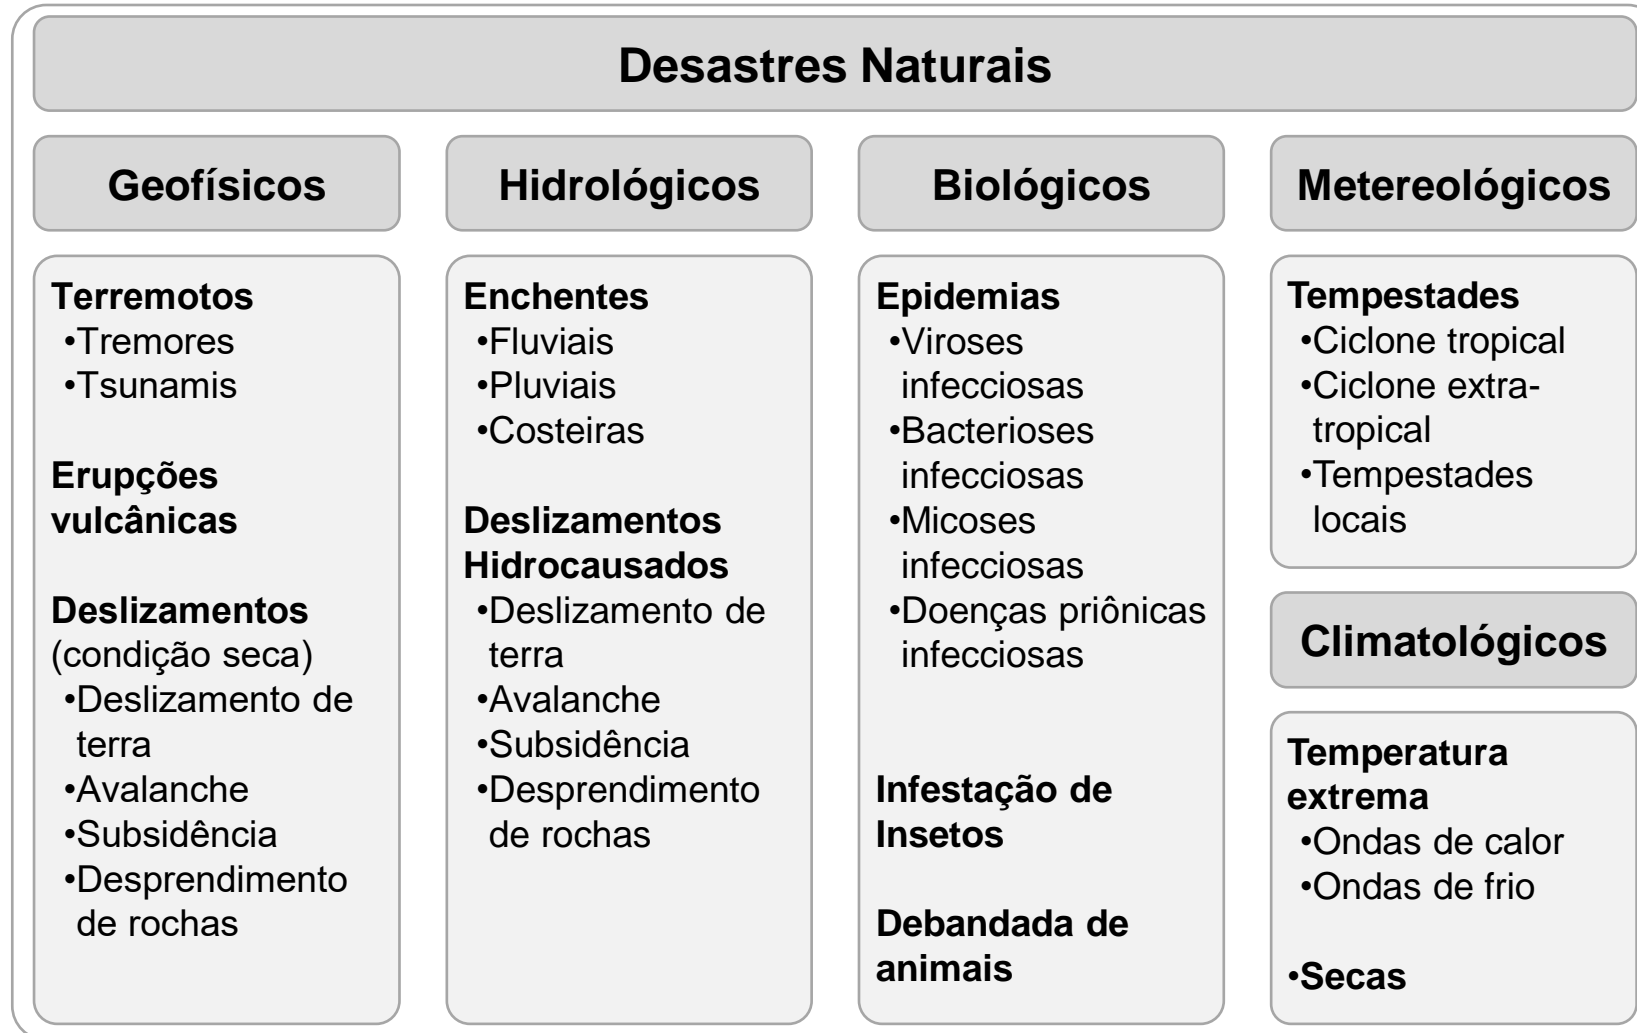 Desastres Naturais
Geofísicos
Terremotos
•Tremores
•Tsunamis
Erupções
vulcânicas
Deslizamentos
(condição seca)
•Deslizamento de
terra
•Avalanche
•Subsidência
•Desprendimento
de rochas
Hidrológicos
Enchentes
•Fluviais
•Pluviais
•Costeiras
Deslizamentos
Hidrocausados
•Deslizamento de
terra
•Avalanche
•Subsidência
•Desprendimento
de rochas
Biológicos
Epidemias
•Viroses
infecciosas
•Bacterioses
infecciosas
•Micoses
infecciosas
•Doenças priônicas
infecciosas
Infestação de
Insetos
Debandada de
animais
Metereológicos
Tempestades
•Ciclone tropical
•Ciclone extra-
tropical
•Tempestades
locais
Climatológicos
Temperatura
extrema
•Ondas de calor
•Ondas de frio
•Secas